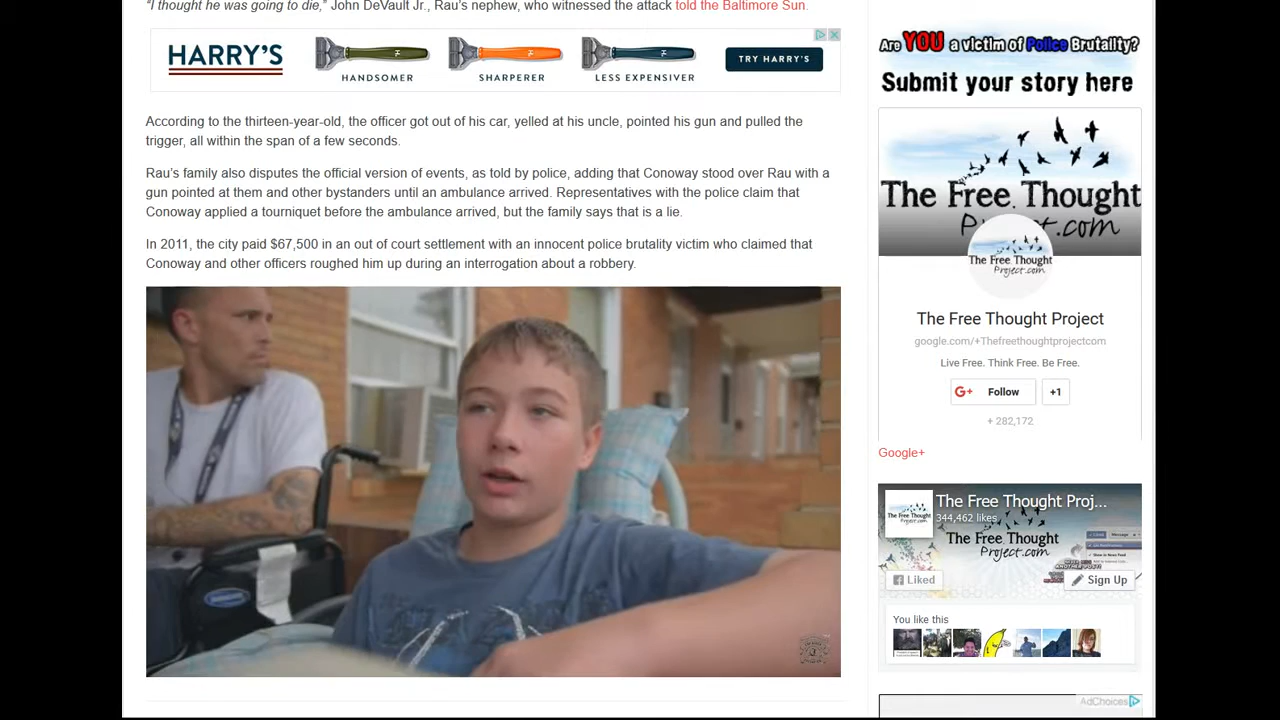 “I thought he was going to die,” John DeVault Jr., Rau’s nephew, who witnessed the attack told the Baltimore Sun.
HARRY'S
HANDSOMER
SHARPERER
LESS EXPENSIVER
TRY HARRY'S
According to the thirteen-year-old, the officer got out of his car, yelled at his uncle, pointed his gun and pulled the
trigger, all within the span of a few seconds.
Rau’s family also disputes the official version of events, as told by police, adding that Conoway stood over Rau with a
gun pointed at them and other bystanders until an ambulance arrived. Representatives with the police claim that
Conoway applied a tourniquet before the ambulance arrived, but the family says that is a lie.
In 2011, the city paid $67,500 in an out of court settlement with an innocent police brutality victim who claimed that
Conoway and other officers roughed him up during an interrogation about a robbery.
Are YOU a victim of Police Brutality?
Submit your story here
The Free Thought
Project.com
The Free Thought
Project.com
The Free Thought Project
google.com/+Thefreethoughtprojectcom
Live Free. Think Free. Be Free.
G+ Follow
+1
+ 282,172
Google+
The Free Thought Proj...
344,462 likes
The Free Thought
Project.com
The Free Thought
Project.com
Liked
Sign Up
You like this
AdChoices